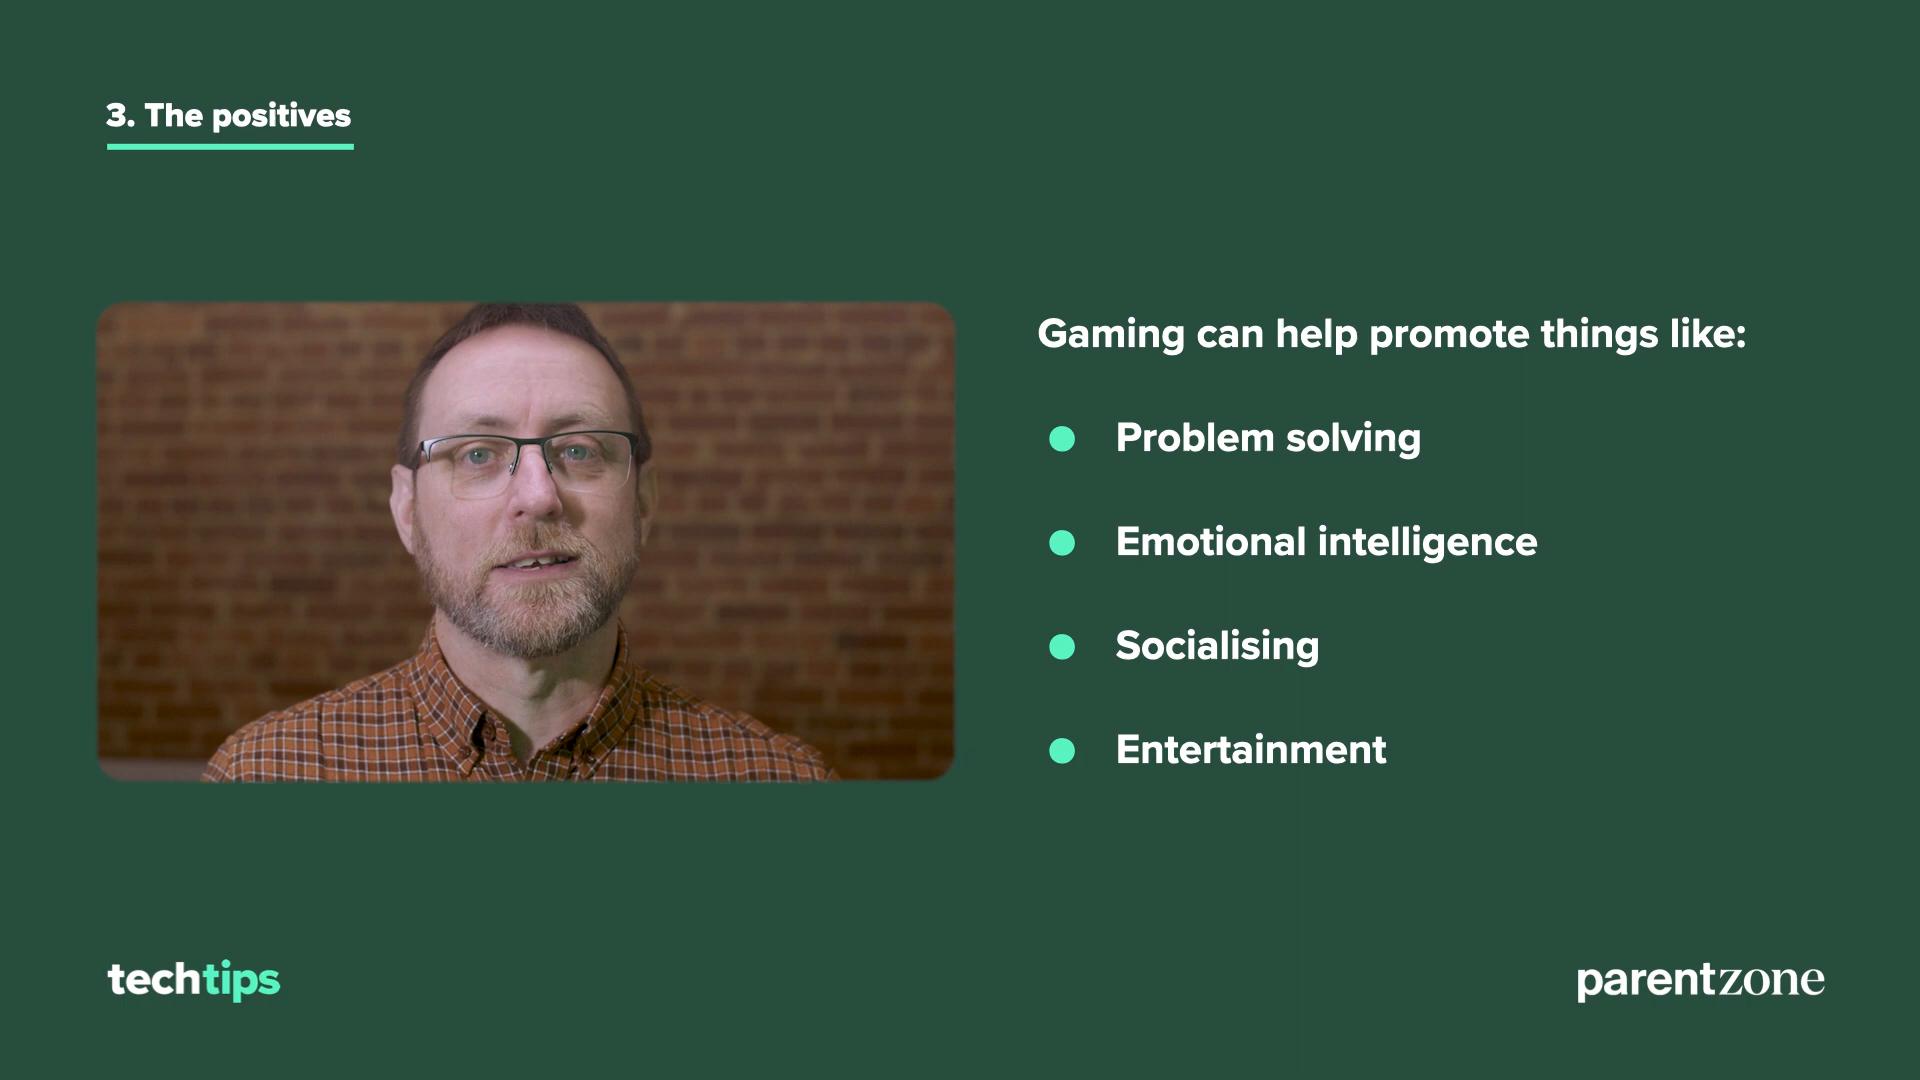 3. The positives
Gaming can help promote things like:
Problem solving
Emotional intelligence
Socialising
Entertainment
techtips
parentzone